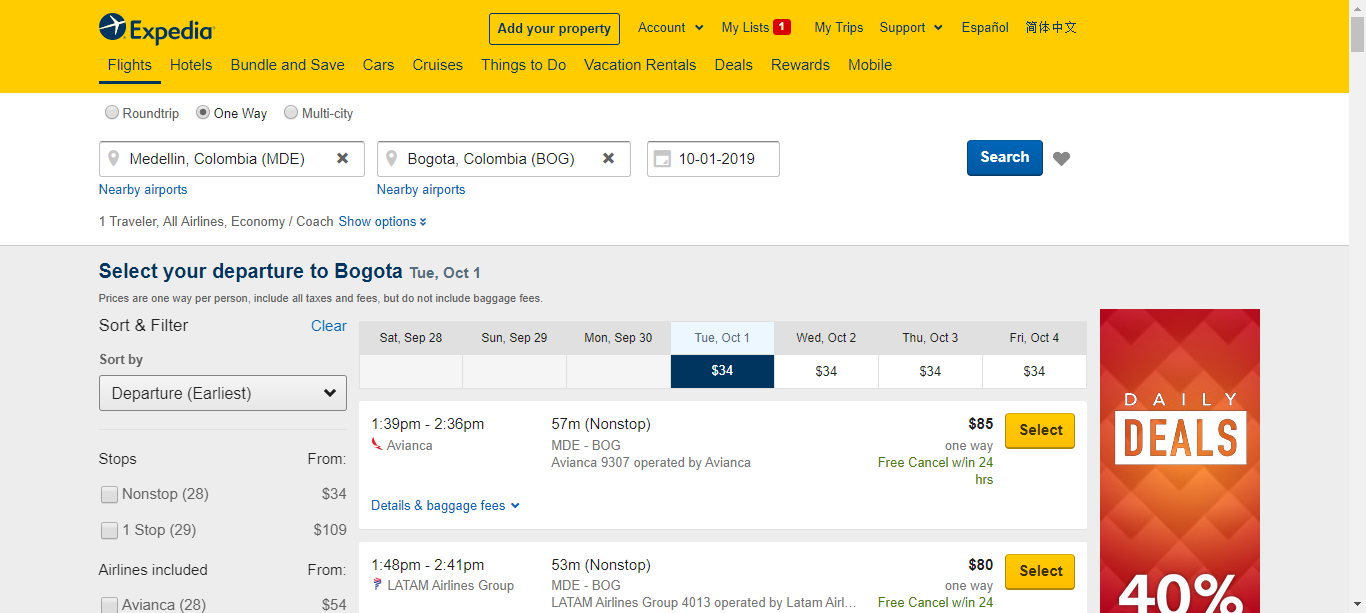 Expedia
Add your property
Account
My Lists 1
My Trips
Support
Español
简体中文
Flights
Hotels
Bundle and Save
Cars
Cruises
Things to Do
Vacation Rentals
Deals
Rewards
Mobile
Roundtrip
One Way
Multi-city
Medellin, Colombia (MDE)
Bogota, Colombia (BOG)
10-01-2019
Search
Nearby airports
Nearby airports
1 Traveler, All Airlines, Economy / Coach Show options
Select your departure to Bogota Tue, Oct 1
Prices are one way per person, include all taxes and fees, but do not include baggage fees.
Sort & Filter
Clear
Sort by
Departure (Earliest)
Stops
From:
Nonstop (28)
$34
1 Stop (29)
$109
Airlines included
From:
Avianca (28)
$54
Sat, Sep 28
Sun, Sep 29
Mon, Sep 30
Tue, Oct 1
Wed, Oct 2
Thu, Oct 3
Fri, Oct 4
$34
$34
$34
$34
1:39pm - 2:36pm
57m (Nonstop)
$85
Select
Avianca
MDE - BOG
one way
Avianca 9307 operated by Avianca
Free Cancel w/in 24
hrs
Details & baggage fees
1:48pm - 2:41pm
53m (Nonstop)
$80
Select
LATAM Airlines Group
MDE - BOG
one way
LATAM Airlines Group 4013 operated by Latam Airl...
Free Cancel w/in 24
DAILY
DEALS
40%